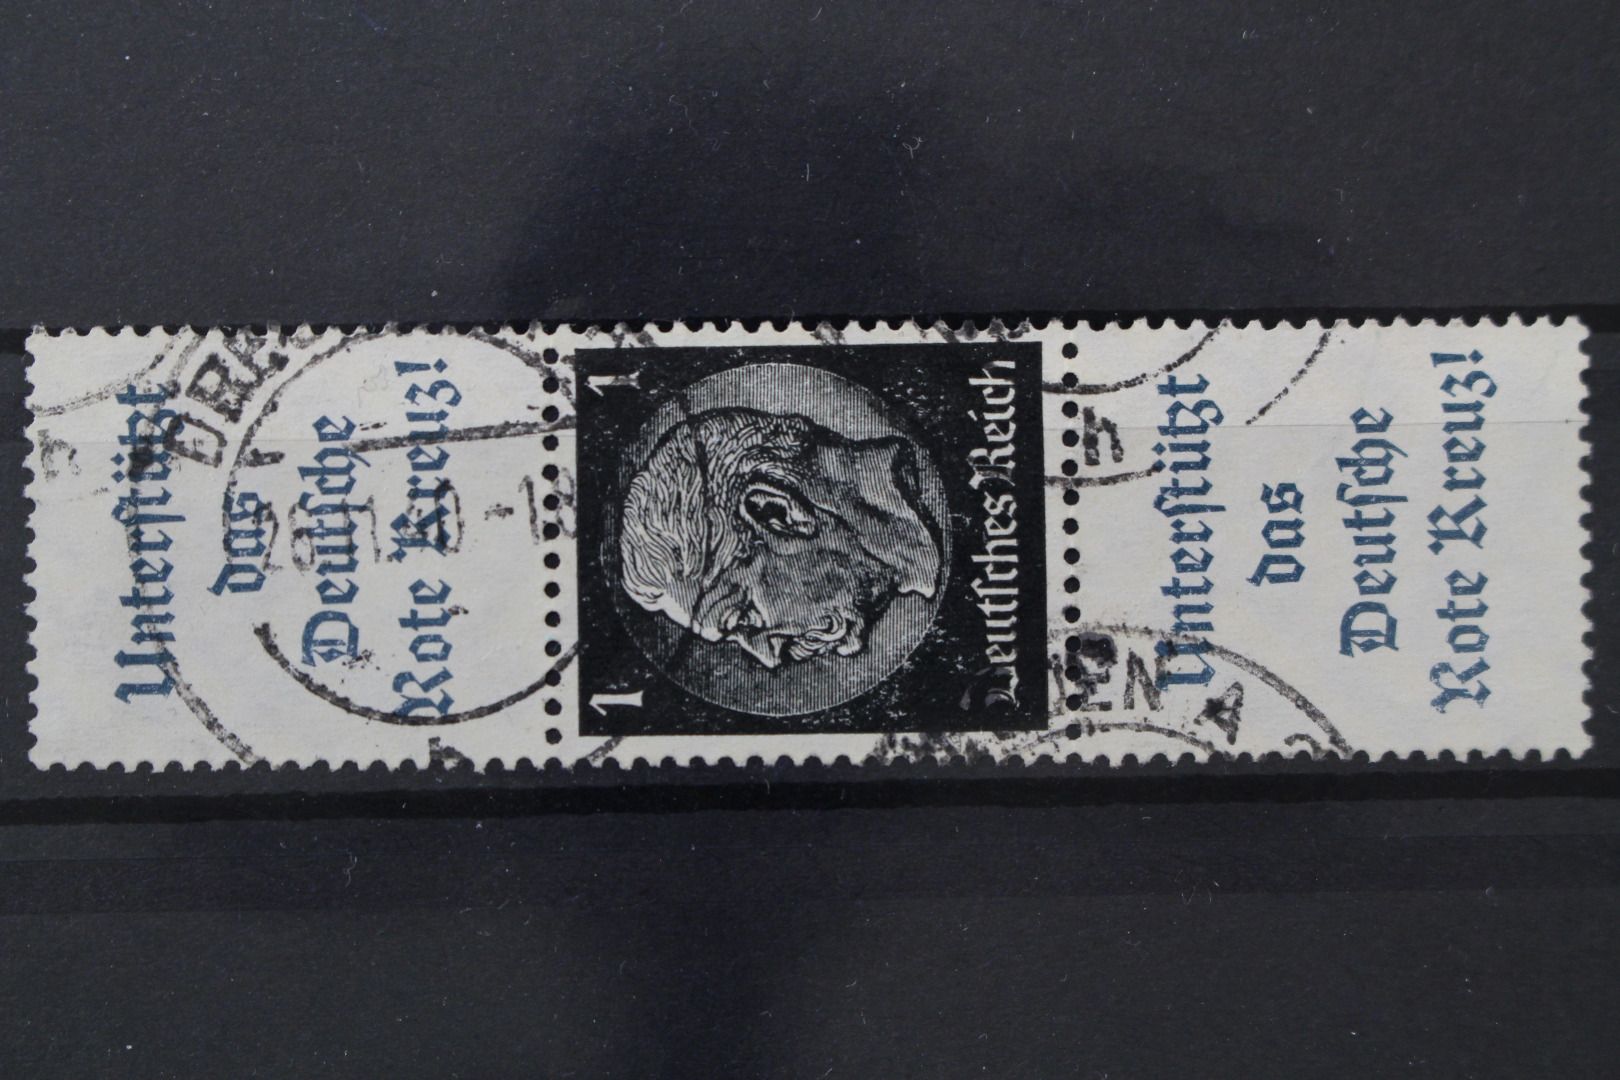 Unterstützt
das
Deutsche
Rote Kreuz!
1 1
Deutsches Reich
Unterstützt
das
Deutsche
Rote Kreuz!